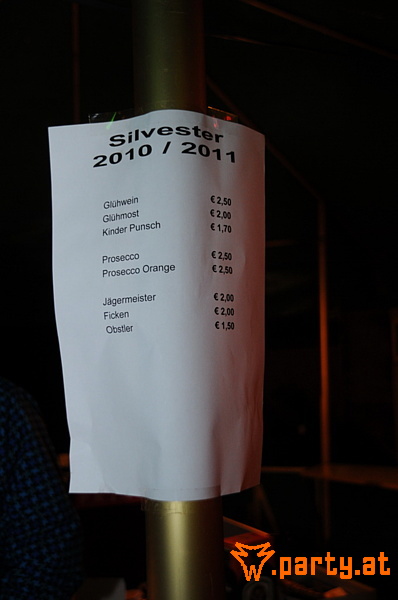 Silvester
2010 / 2011
Glühwein € 2,50
Glühmost € 2,00
Kinder Punsch € 1,70
Prosecco € 2,50
Prosecco Orange € 2,50
Jägermeister € 2,00
Ficken € 2,00
Obstler € 1,50
.party.at